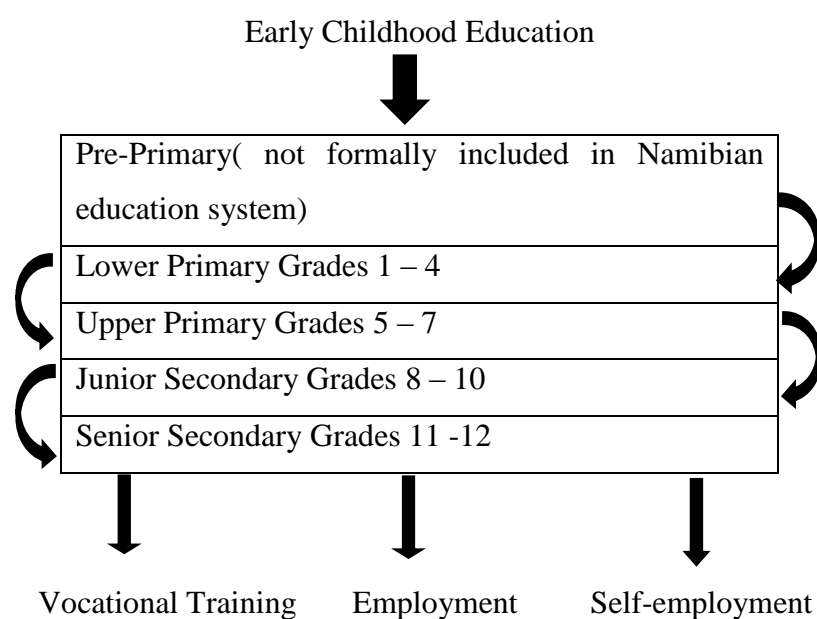 Early Childhood Education
Pre-Primary( not formally included in Namibian
education system)
Lower Primary Grades 1 – 4
Upper Primary Grades 5 – 7
Junior Secondary Grades 8 – 10
Senior Secondary Grades 11 -12
Vocational Training Employment Self-employment